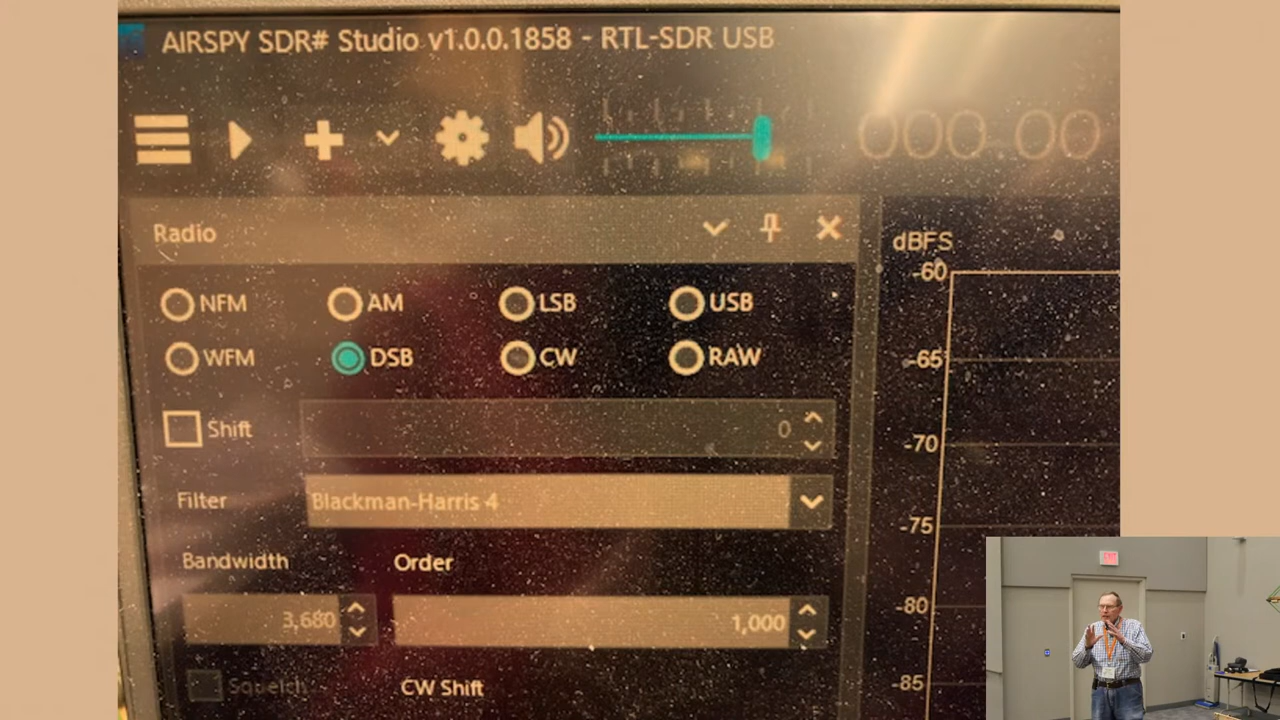 AIRSPY SDR# Studio v1.0.0.1858 - RTL-SDR USB
000 00
Radio
dBFS
NFM AM LSB USB
WFM DSB CW RAW
Shift 0
Filter Blackman-Harris 4
Bandwidth Order
3,680 1,000
Squelch CW Shift
-60
-65
-70
-75
-80
-85
EXIT